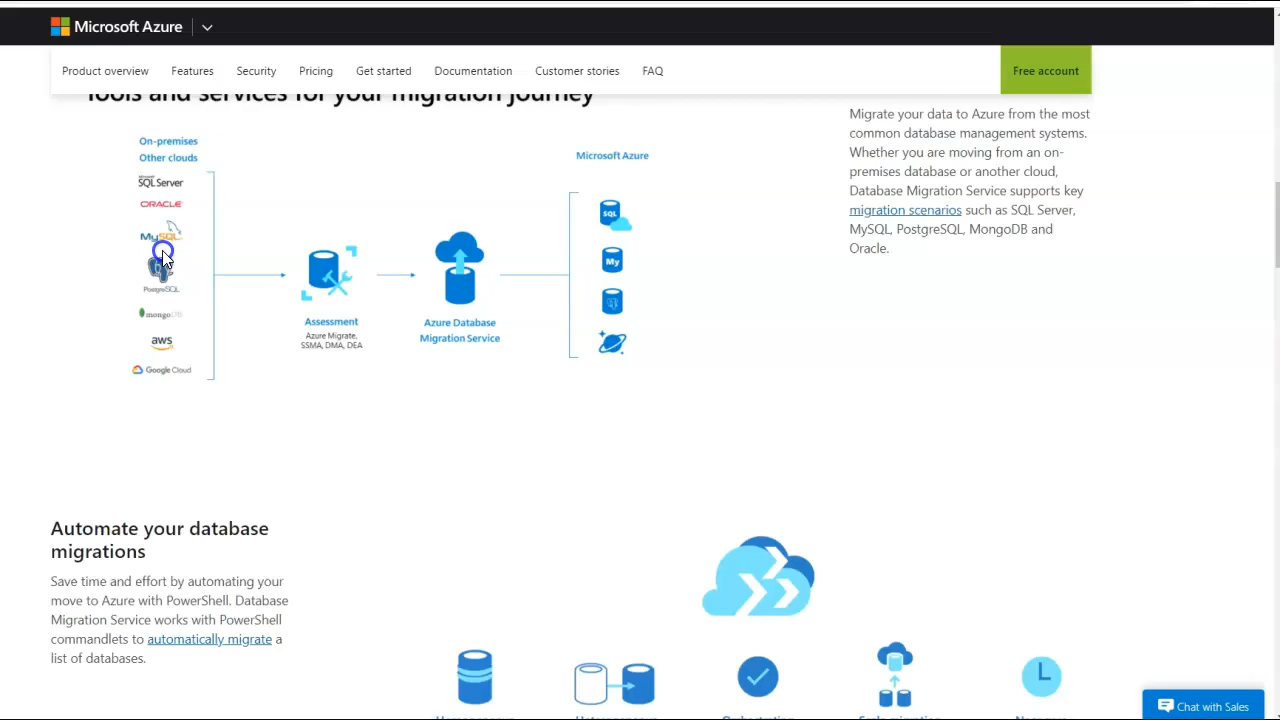 Microsoft Azure
Product overview
Features
Security
Pricing
Get started
Documentation
Customer stories
FAQ
Free account
Tools and services for your migration journey
On-premises
Other clouds
Microsoft
SQL Server
ORACLE
MySQL
PostgreSQL
mongoDB
aws
Google Cloud
Assessment
Azure Migrate,
SSMA, DMA, DEA
Azure Database
Migration Service
Microsoft Azure
SQL
My
Migrate your data to Azure from the most
common database management systems.
Whether you are moving from an on-
premises database or another cloud,
Database Migration Service supports key
migration scenarios such as SQL Server,
MySQL, PostgreSQL, MongoDB and
Oracle.
Automate your database
migrations
Save time and effort by automating your
move to Azure with PowerShell. Database
Migration Service works with PowerShell
commandlets to automatically migrate a
list of databases.
Chat with Sales